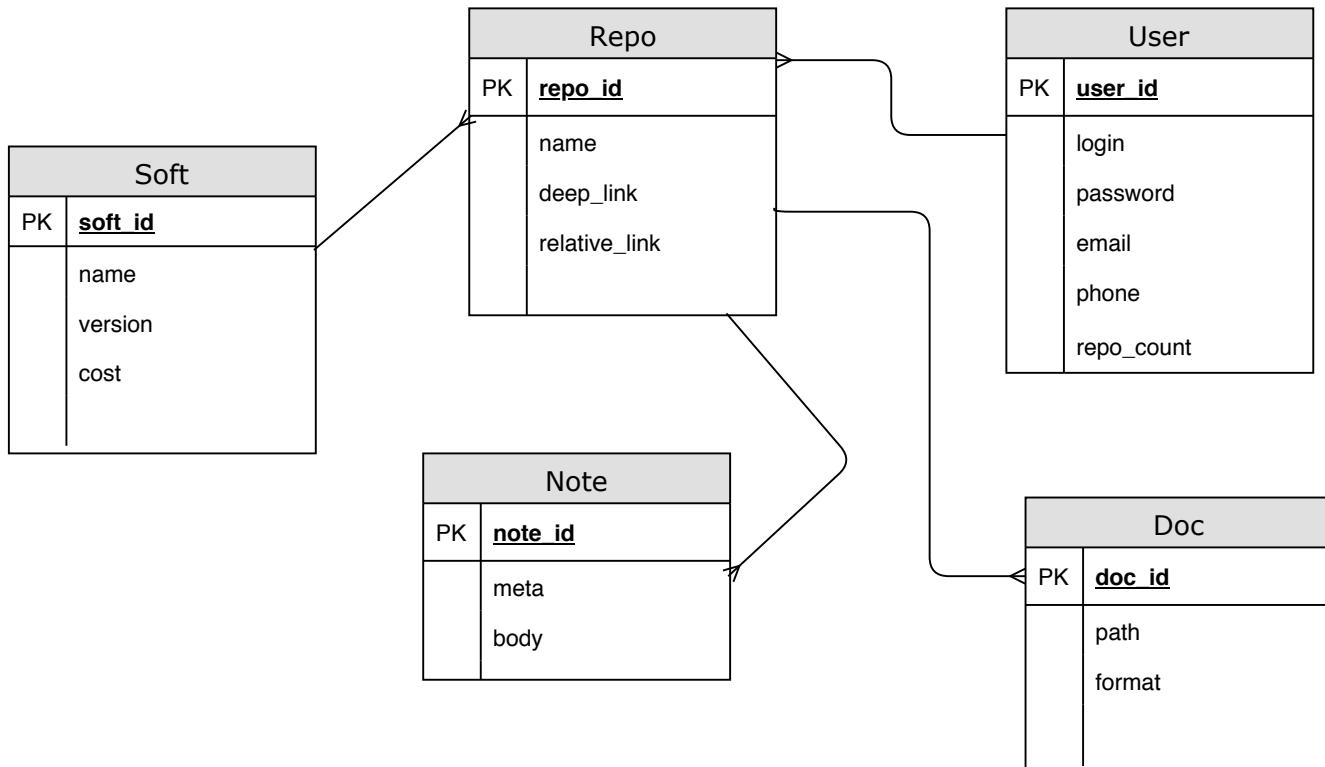 Repo
PK repo_id
name
deep_link
relative_link
User
PK user_id
login
password
email
phone
repo_count
Soft
PK soft_id
name
version
cost
Note
PK note_id
meta
body
Doc
PK doc_id
path
format